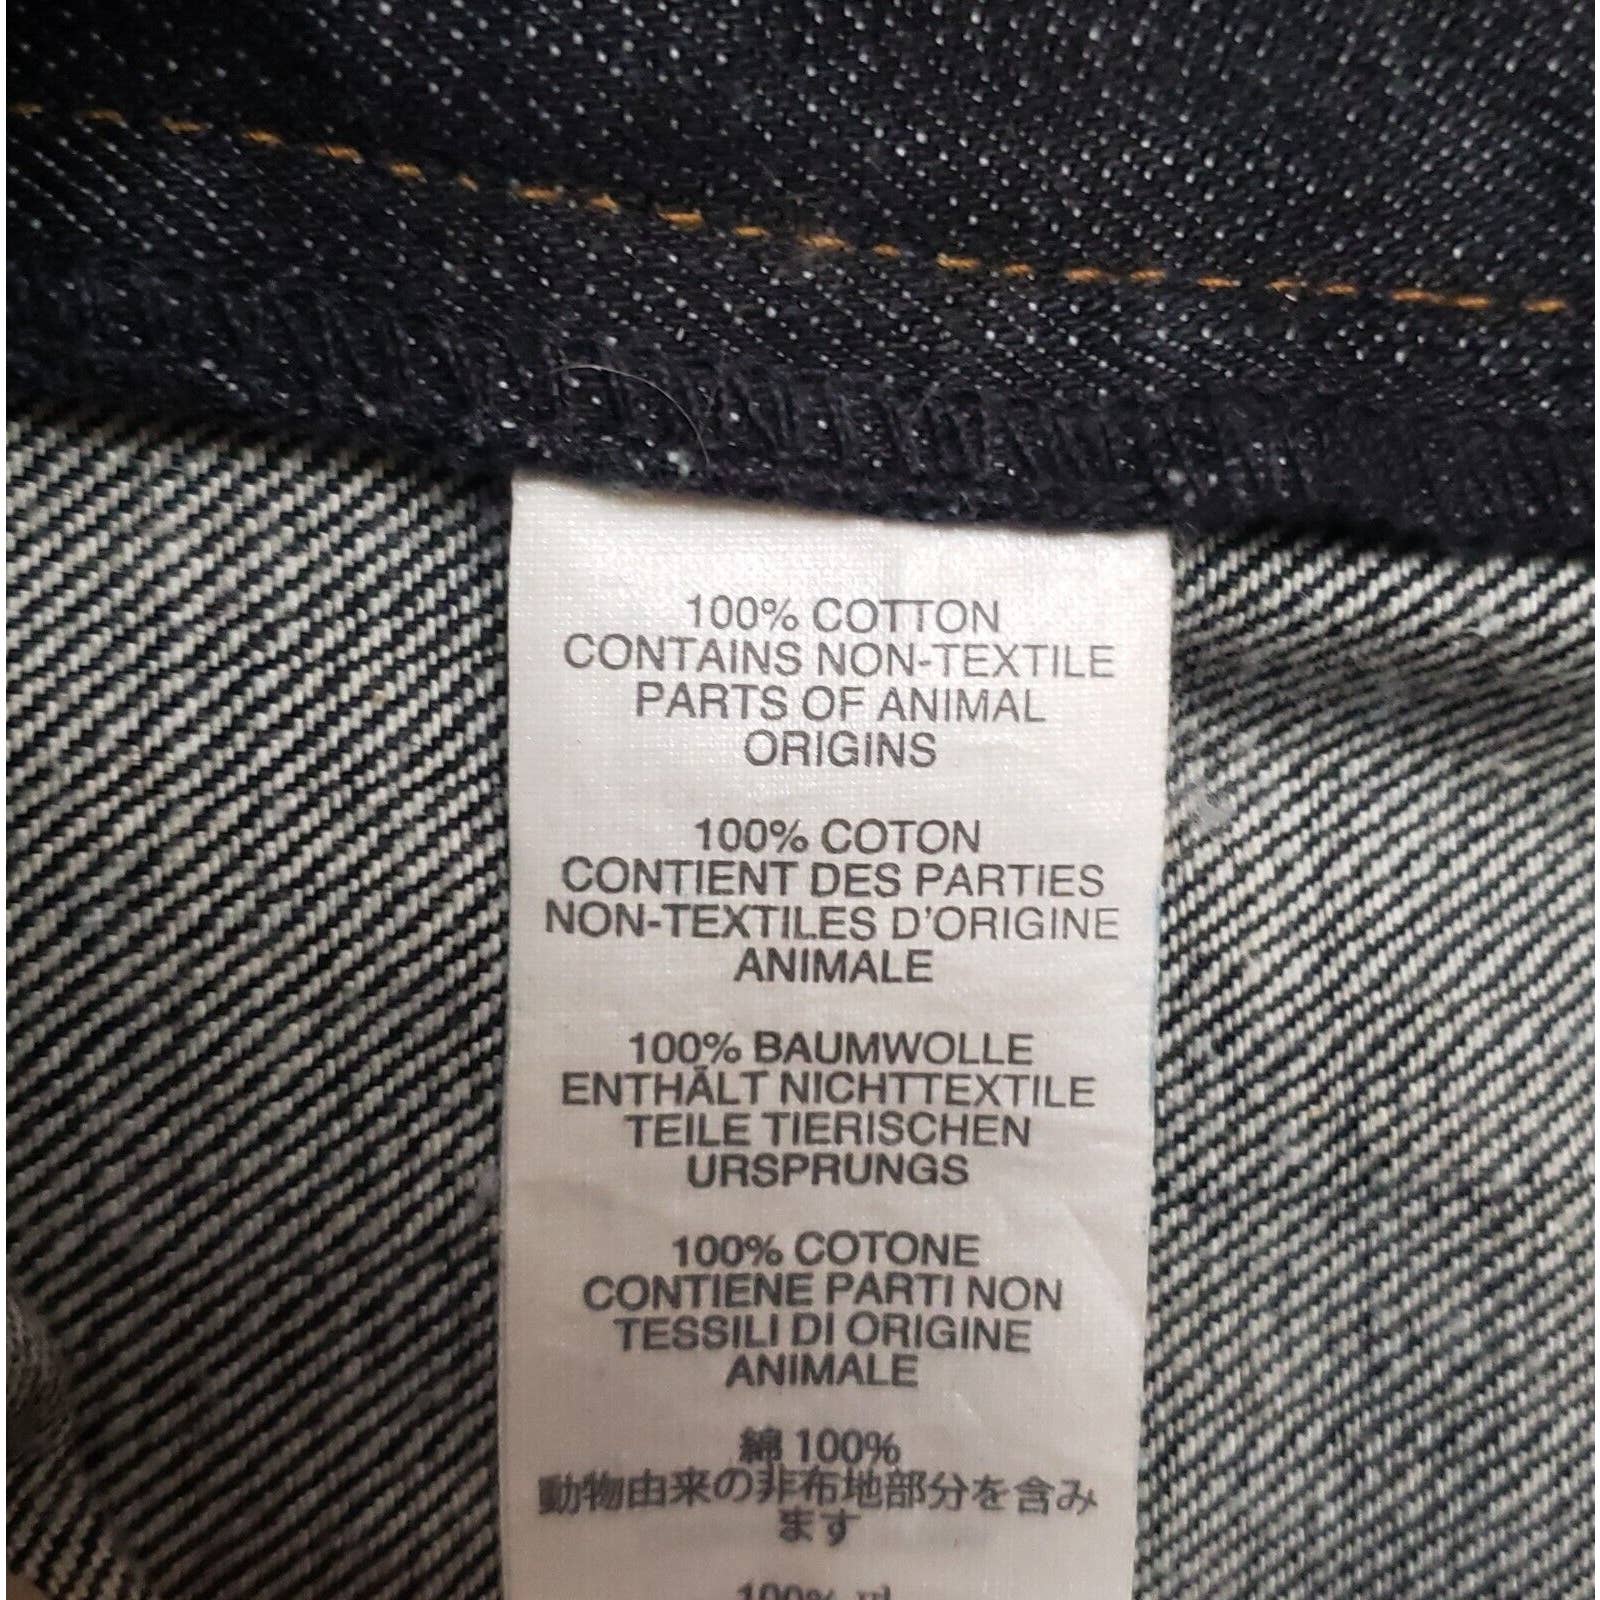 100% COTTON
CONTAINS NON-TEXTILE
PARTS OF ANIMAL
ORIGINS
100% COTON
CONTIENT DES PARTIES
NON-TEXTILES D'ORIGINE
ANIMALE
100% BAUMWOLLE
ENTHÄLT NICHTTEXTILE
TEILE TIERISCHEN
URSPRUNGS
100% COTONE
CONTIENE PARTI NON
TESSILI DI ORIGINE
ANIMALE
綿 100%
動物由来の非布地部分を含み
ます
100%